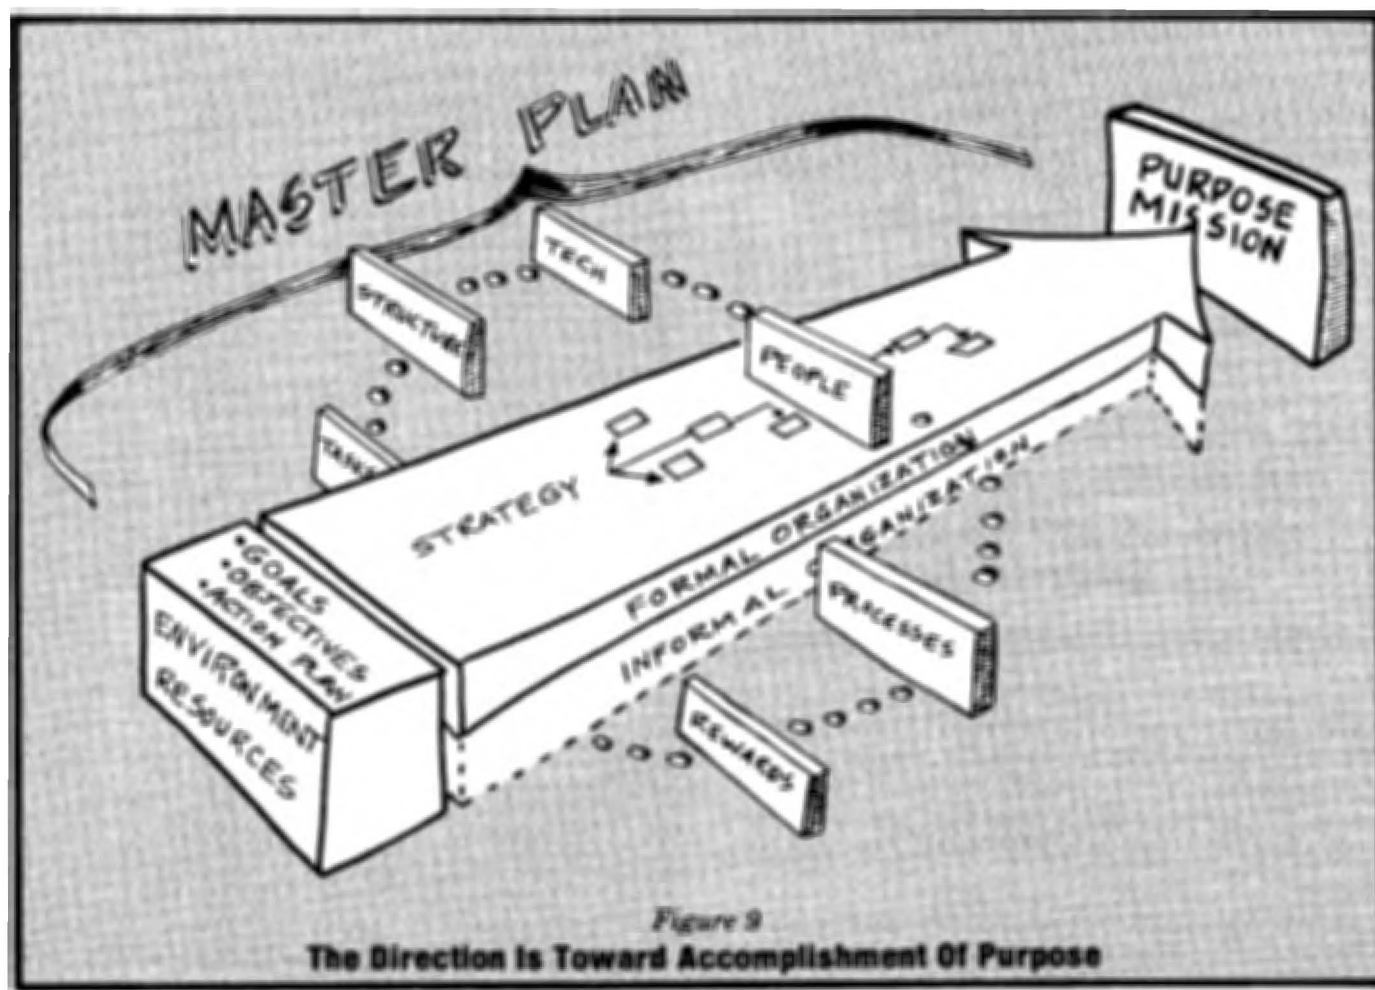 MASTER PLAN
PURPOSE
MISSION
TECH
STRUCTURE
PEOPLE
STRATEGY
FORMAL ORGANIZATION
INFORMAL
•GOALS
•OBJECTIVES
•ACTION PLAN
ENVIRONMENT
RESOURCES
PROCESSES
REWARDS
Figure 9
The Direction Is Toward Accomplishment Of Purpose